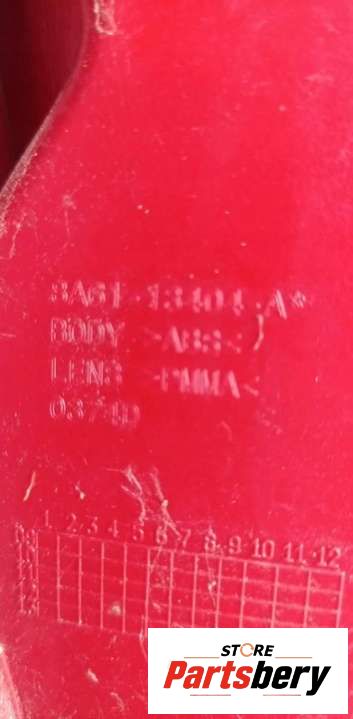 8A61-13404-A*
BODY >ABS<
LENS >PMMA<
1 2 3 4 5 6 7 8 9 10 11 12
STORE
Partsbery